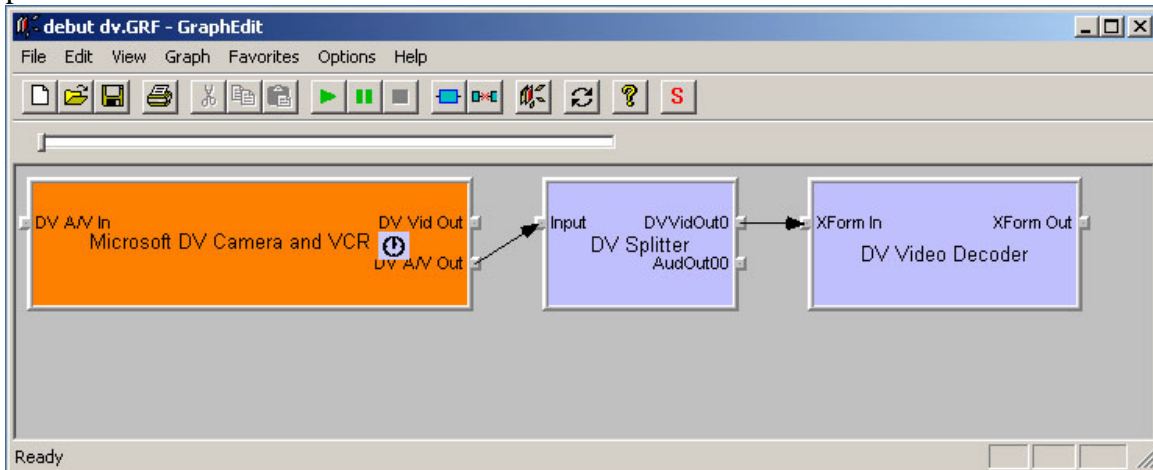 debut dv.GRF - GraphEdit
File Edit View Graph Favorites Options Help
S
DV A/V In
DV Vid Out
Microsoft DV Camera and VCR
DV A/V Out
Input
DVVidOut0
DV Splitter
AudOut00
XForm In
XForm Out
DV Video Decoder
Ready